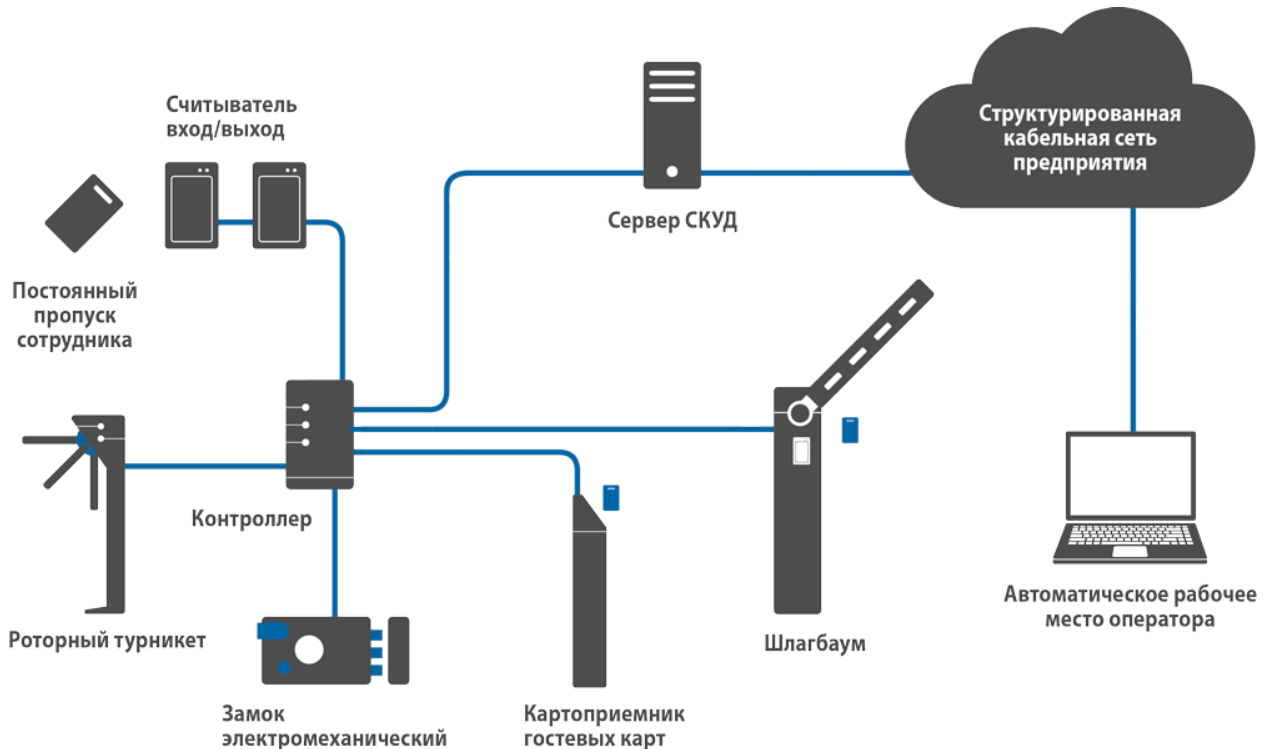 Считыватель
вход/выход
Структурированная
кабельная сеть
предприятия
Сервер СКУД
Постоянный
пропуск
сотрудника
Контроллер
Роторный турникет
Шлагбаум
Автоматическое рабочее
место оператора
Замок
электромеханический
Картоприемник
гостевых карт